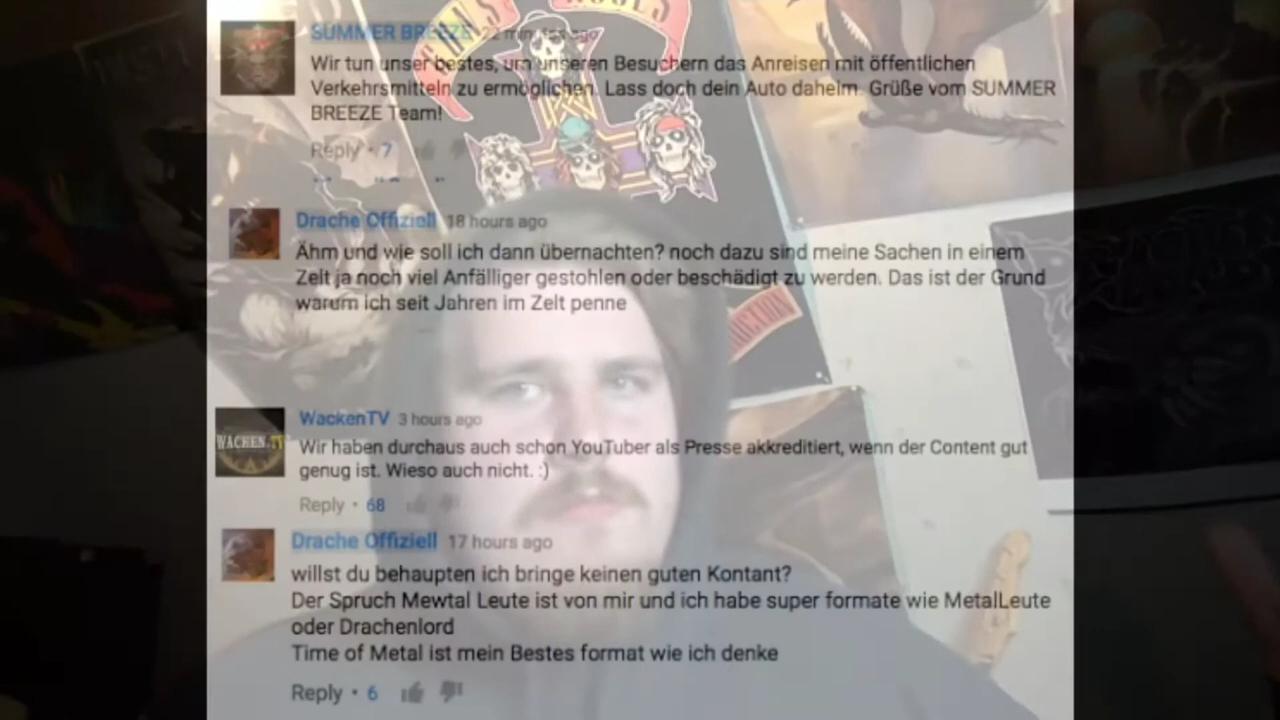 GUNS N' ROSES
SUMMER BREEZE 22 minutes ago
Wir tun unser bestes, um unseren Besuchern das Anreisen mit öffentlichen
Verkehrsmitteln zu ermöglichen. Lass doch dein Auto daheim. Grüße vom SUMMER
BREEZE Team!
Reply • 7
Drache Offiziell 18 hours ago
Ähm und wie soll ich dann übernachten? noch dazu sind meine Sachen in einem
Zelt ja noch viel Anfälliger gestohlen oder beschädigt zu werden. Das ist der Grund
warum ich seit Jahren im Zelt penne
WackenTV 3 hours ago
WACKEN.TV
Wir haben durchaus auch schon YouTuber als Presse akkreditiert, wenn der Content gut
genug ist. Wieso auch nicht. :)
Reply • 68
Drache Offiziell 17 hours ago
willst du behaupten ich bringe keinen guten Kontant?
Der Spruch Mewtal Leute ist von mir und ich habe super formate wie MetalLeute
oder Drachenlord
Time of Metal ist mein Bestes format wie ich denke
Reply • 6